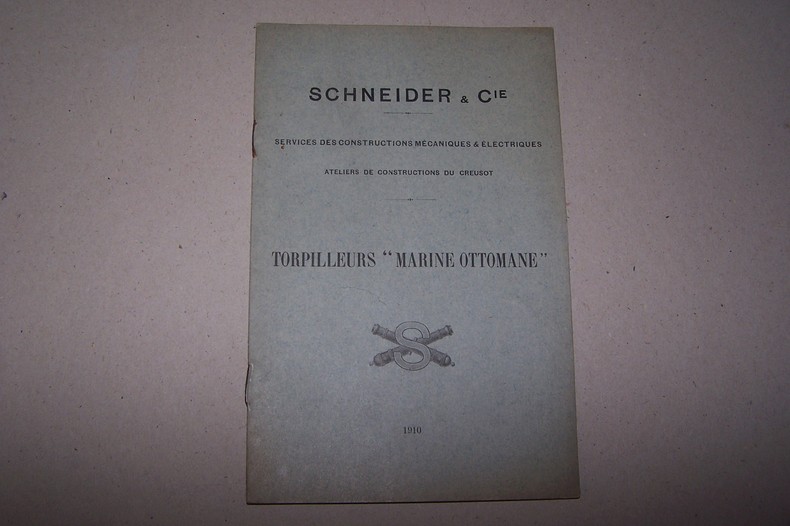 SCHNEIDER & CIE
SERVICES DES CONSTRUCTIONS MÉCANIQUES & ÉLECTRIQUES
ATELIERS DE CONSTRUCTIONS DU CREUSOT
TORPILLEURS “MARINE OTTOMANE”
S
1910